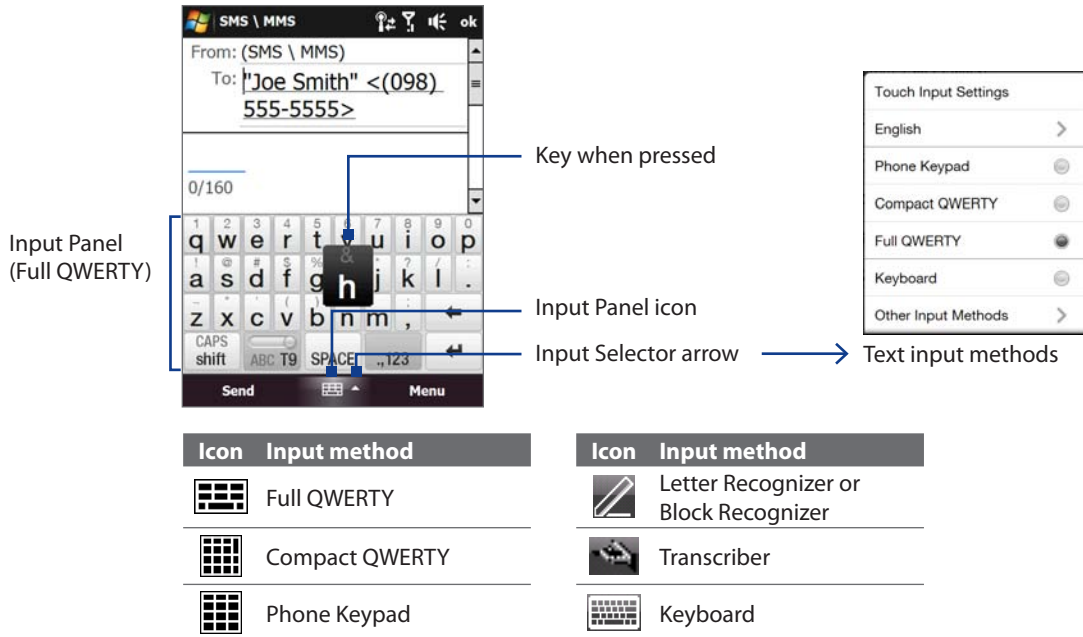 SMS \ MMS ok
From: (SMS \ MMS)
To: "Joe Smith" <(098)
555-5555>
0/160
1 2 3 4 5 6 7 8 9 0
q w e r t y u i o p
! @ # $ % & * ? / :
a s d f g h j k l .
z x c v b n m ,
CAPS
shift ABC T9 SPACE .,123
Send Menu
Input Panel
(Full QWERTY)
Key when pressed
Input Panel icon
Input Selector arrow
Touch Input Settings
English
Phone Keypad
Compact QWERTY
Full QWERTY
Keyboard
Other Input Methods
Text input methods
Icon Input method
Full QWERTY
Compact QWERTY
Phone Keypad
Icon Input method
Letter Recognizer or
Block Recognizer
Transcriber
Keyboard